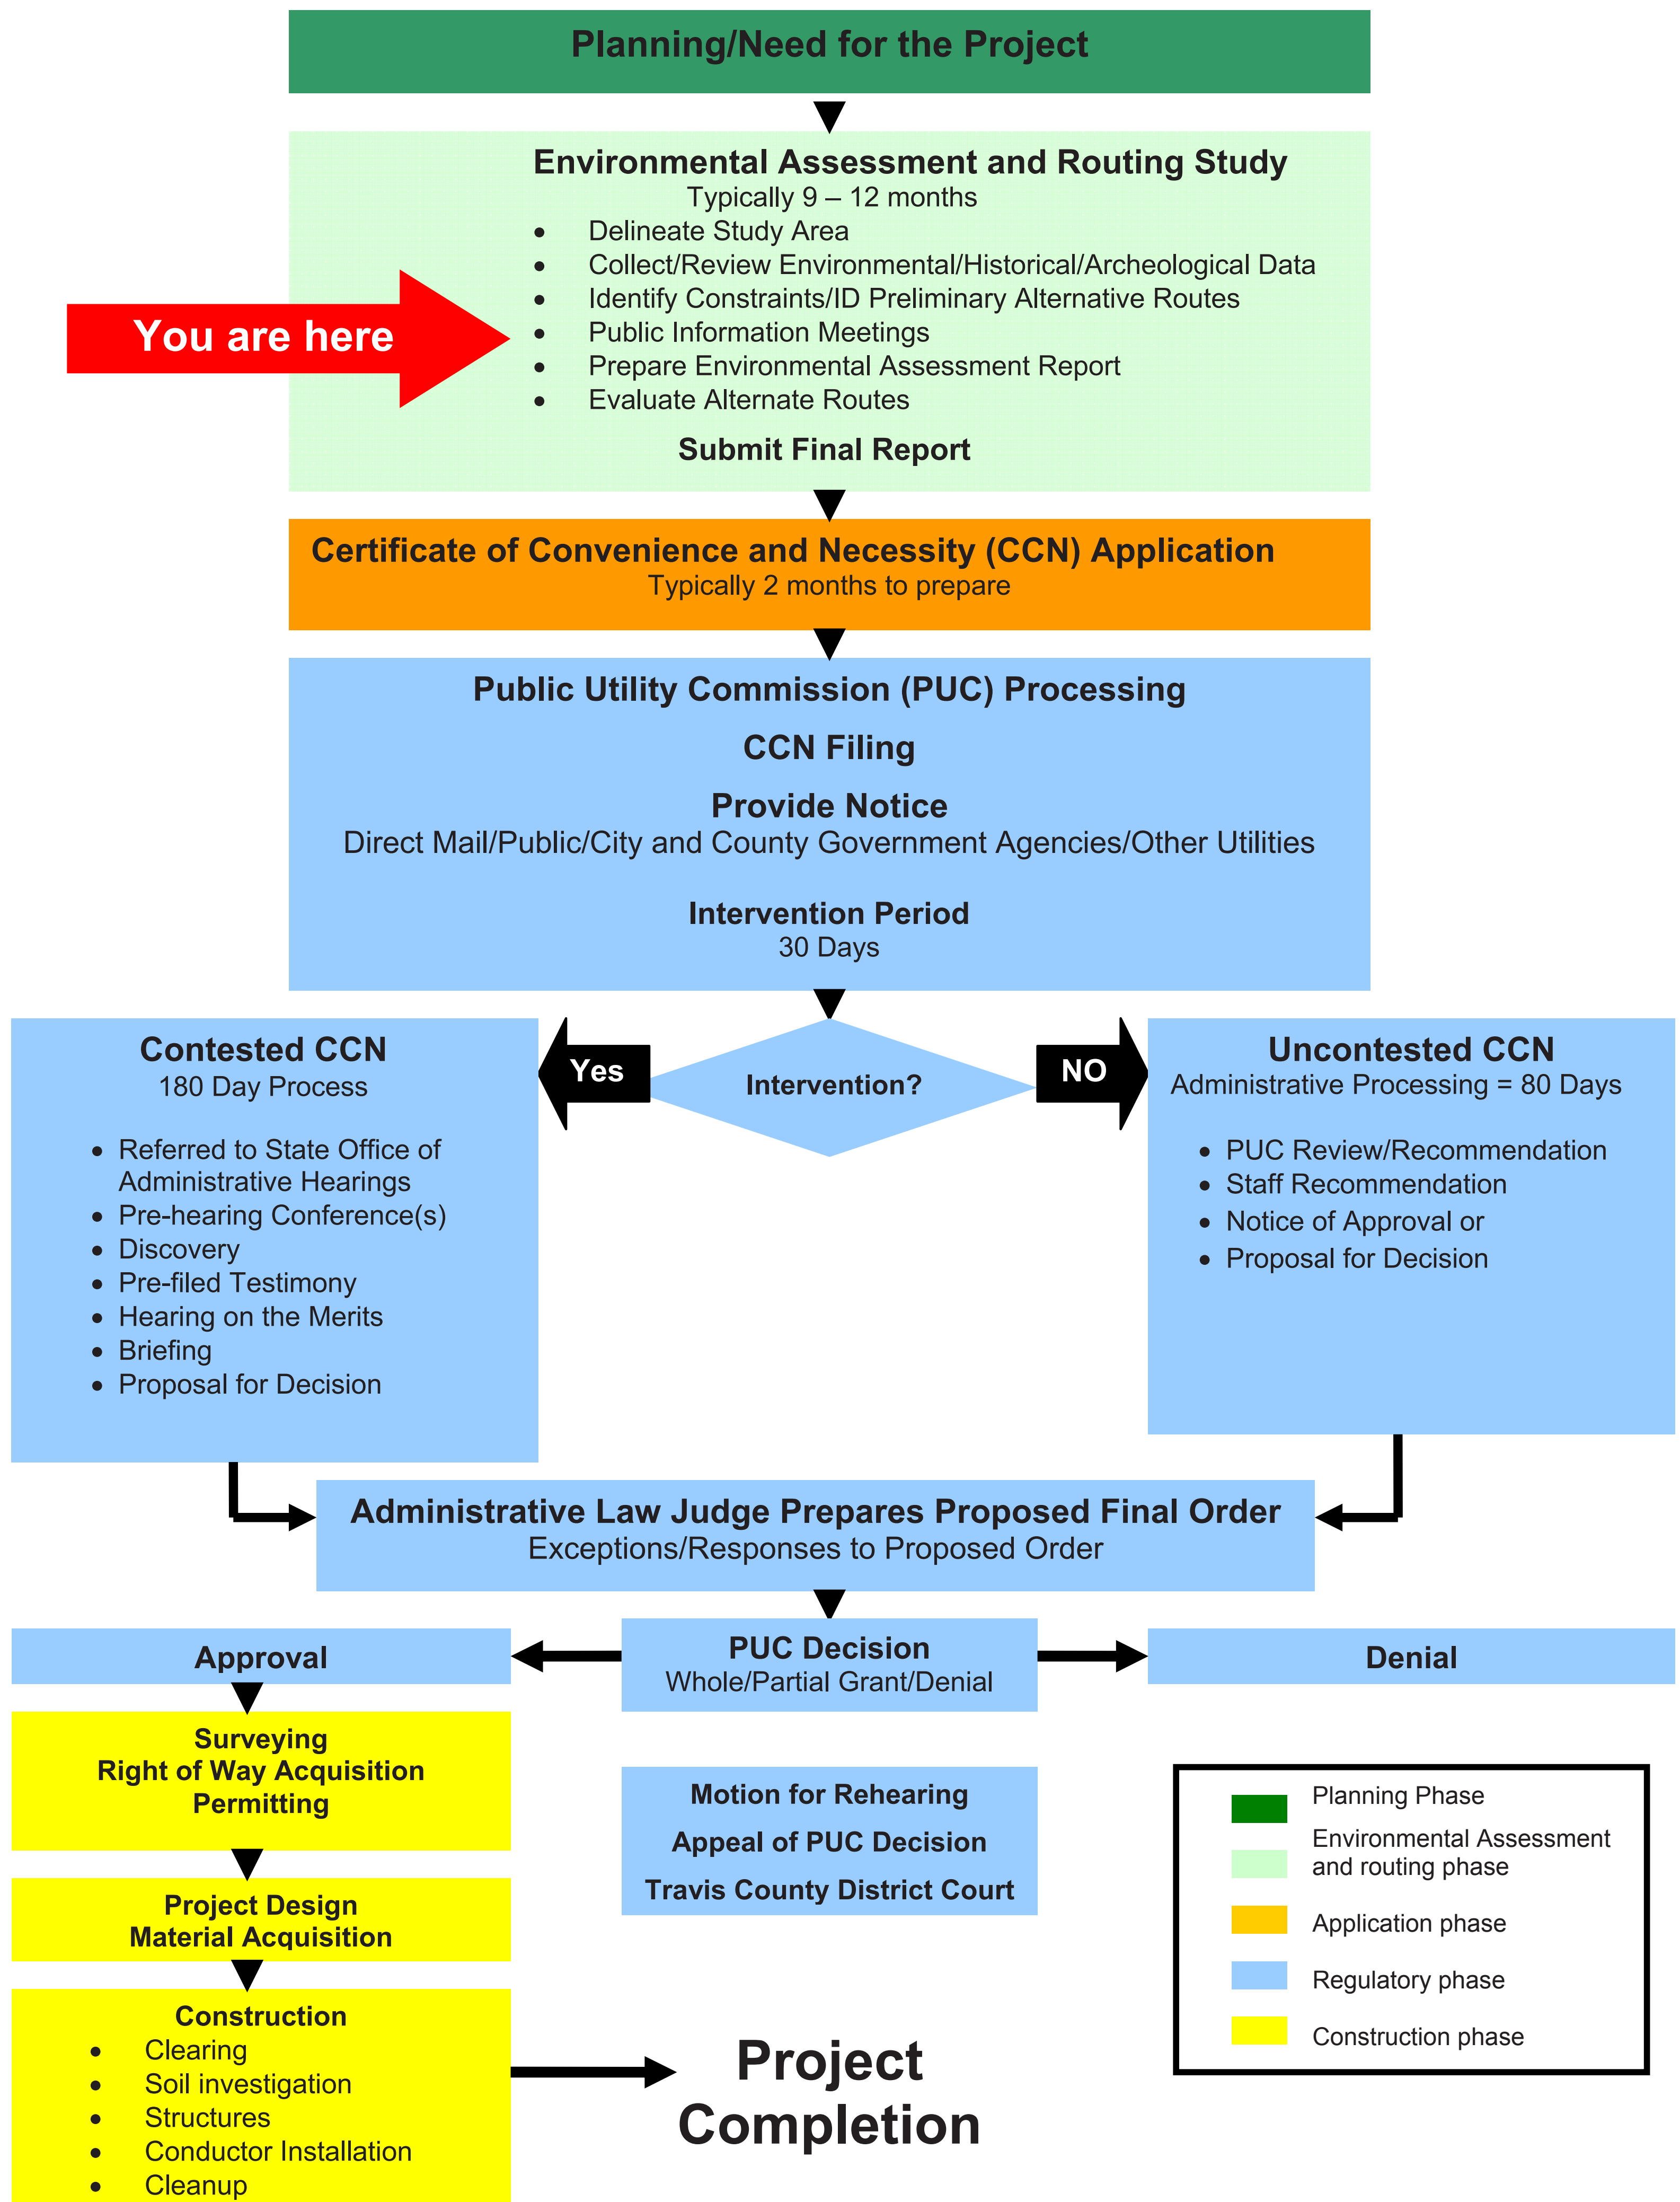 Planning/Need for the Project
Environmental Assessment and Routing Study
Typically 9 – 12 months
• Delineate Study Area
• Collect/Review Environmental/Historical/Archeological Data
• Identify Constraints/ID Preliminary Alternative Routes
• Public Information Meetings
• Prepare Environmental Assessment Report
• Evaluate Alternate Routes
Submit Final Report
You are here
Certificate of Convenience and Necessity (CCN) Application
Typically 2 months to prepare
Public Utility Commission (PUC) Processing
CCN Filing
Provide Notice
Direct Mail/Public/City and County Government Agencies/Other Utilities
Intervention Period
30 Days
Intervention?
Yes
NO
Contested CCN
180 Day Process
• Referred to State Office of
Administrative Hearings
• Pre-hearing Conference(s)
• Discovery
• Pre-filed Testimony
• Hearing on the Merits
• Briefing
• Proposal for Decision
Uncontested CCN
Administrative Processing = 80 Days
• PUC Review/Recommendation
• Staff Recommendation
• Notice of Approval or
• Proposal for Decision
Administrative Law Judge Prepares Proposed Final Order
Exceptions/Responses to Proposed Order
PUC Decision
Whole/Partial Grant/Denial
Approval
Denial
Surveying
Right of Way Acquisition
Permitting
Motion for Rehearing
Appeal of PUC Decision
Travis County District Court
Project Design
Material Acquisition
Construction
• Clearing
• Soil investigation
• Structures
• Conductor Installation
• Cleanup
Project
Completion
Planning Phase
Environmental Assessment
and routing phase
Application phase
Regulatory phase
Construction phase